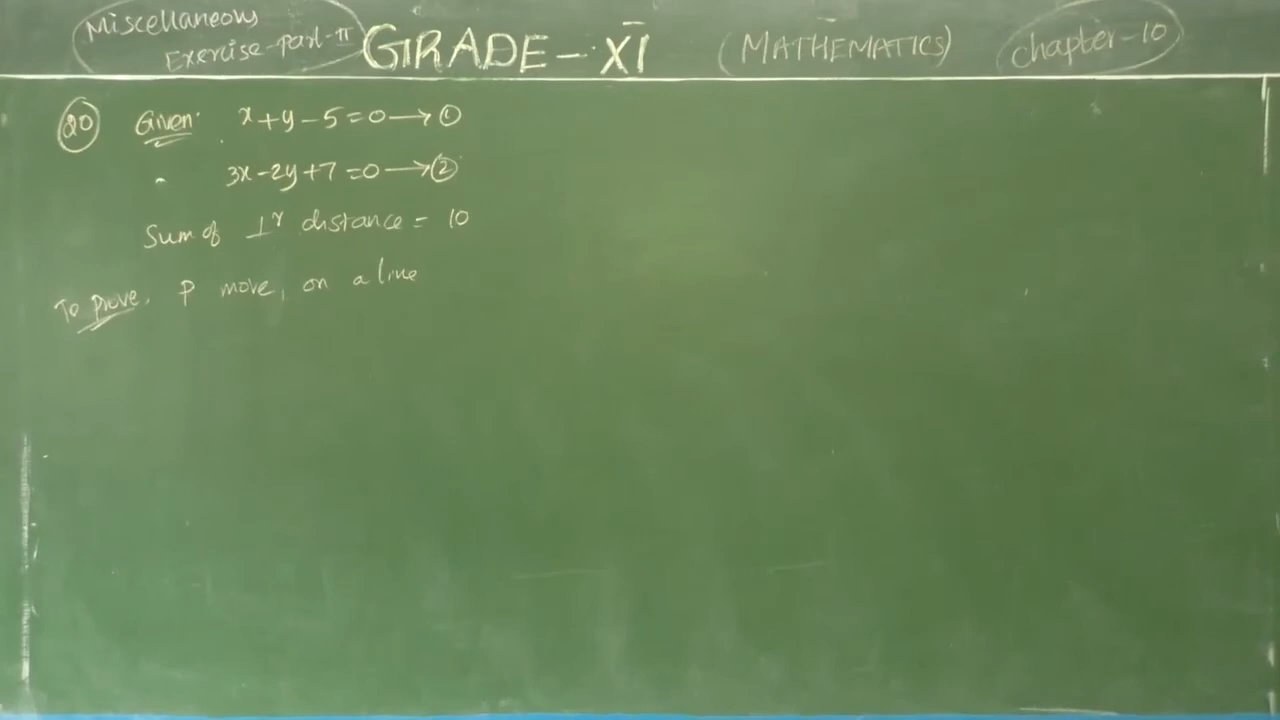 Miscellaneous
Exercise-part-II
GRADE - XI
(MATHEMATICS)
chapter-10
20 Given: x+y-5=0 → ①
3x-2y+7=0 → ②
Sum of ⊥r distance = 10
To prove. P move, on a line